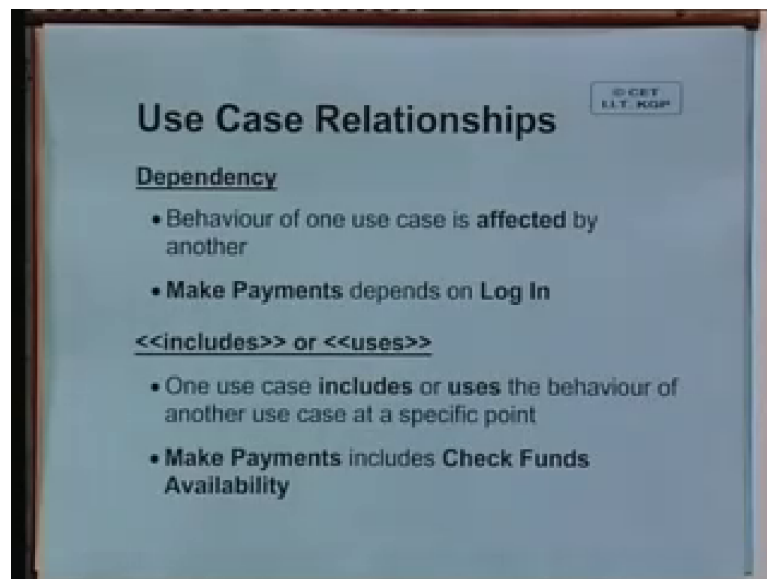 © CET
I.I.T. KGP
Use Case Relationships
Dependency
• Behaviour of one use case is affected by
another
• Make Payments depends on Log In
<<includes>> or <<uses>>
• One use case includes or uses the behaviour of
another use case at a specific point
• Make Payments includes Check Funds
Availability